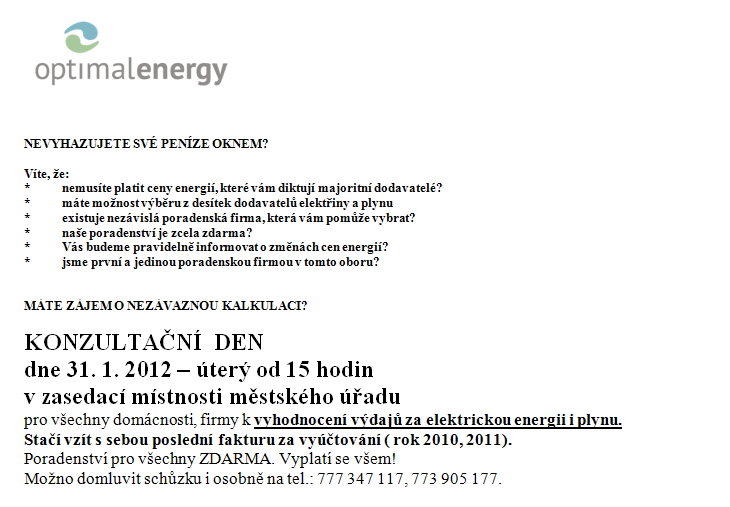 optimalenergy
NEVYHAZUJETE SVÉ PENÍZE OKNEM?
Víte, že:
* nemusíte platit ceny energií, které vám diktují majoritní dodavatelé?
* máte možnost výběru z desítek dodavatelů elektřiny a plynu
* existuje nezávislá poradenská firma, která vám pomůže vybrat?
* naše poradenství je zcela zdarma?
* Vás budeme pravidelně informovat o změnách cen energií?
* jsme první a jedinou poradenskou firmou v tomto oboru?
MÁTE ZÁJEM O NEZÁVAZNOU KALKULACI?
KONZULTAČNÍ DEN
dne 31. 1. 2012 – úterý od 15 hodin
v zasedací místnosti městského úřadu
pro všechny domácnosti, firmy k vyhodnocení výdajů za elektrickou energii i plynu.
Stačí vzít s sebou poslední fakturu za vyúčtování ( rok 2010, 2011).
Poradenství pro všechny ZDARMA. Vyplatí se všem!
Možno domluvit schůzku i osobně na tel.: 777 347 117, 773 905 177.